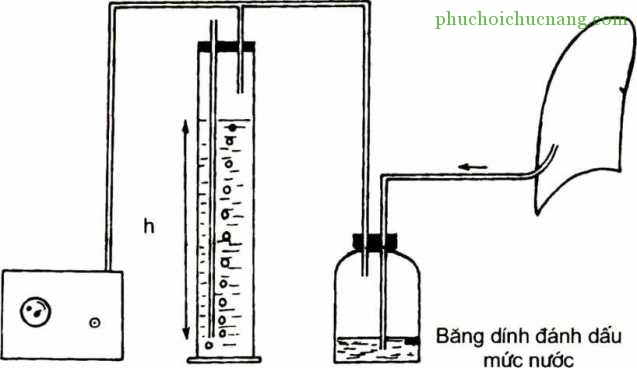 phuchoichucnang.com
h
Băng dính đánh dấu
mức nước